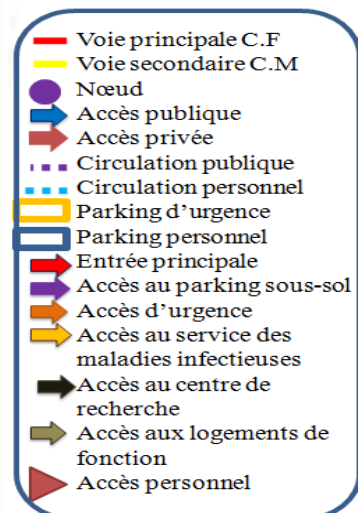 Voie principale C.F
Voie secondaire C.M
Nœud
Accès publique
Accès privée
Circulation publique
Circulation personnel
Parking d’urgence
Parking personnel
Entrée principale
Accès au parking sous-sol
Accès d’urgence
Accès au service des
maladies infectieuses
Accès au centre de
recherche
Accès aux logements de
fonction
Accès personnel